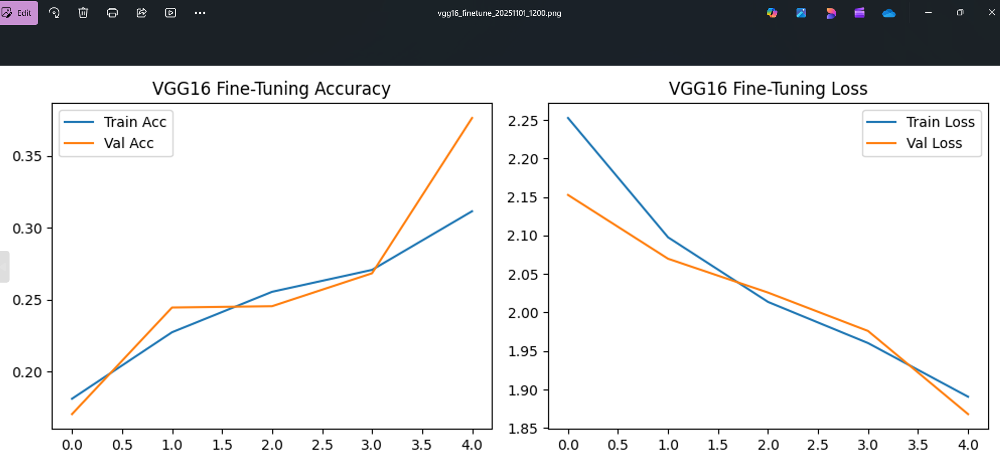 Edit
vgg16_finetune_20251101_1200.png
VGG16 Fine-Tuning Accuracy
Train Acc
Val Acc
0.35
0.30
0.25
0.20
0.0 0.5 1.0 1.5 2.0 2.5 3.0 3.5 4.0
VGG16 Fine-Tuning Loss
Train Loss
Val Loss
2.25
2.20
2.15
2.10
2.05
2.00
1.95
1.90
1.85
0.0 0.5 1.0 1.5 2.0 2.5 3.0 3.5 4.0